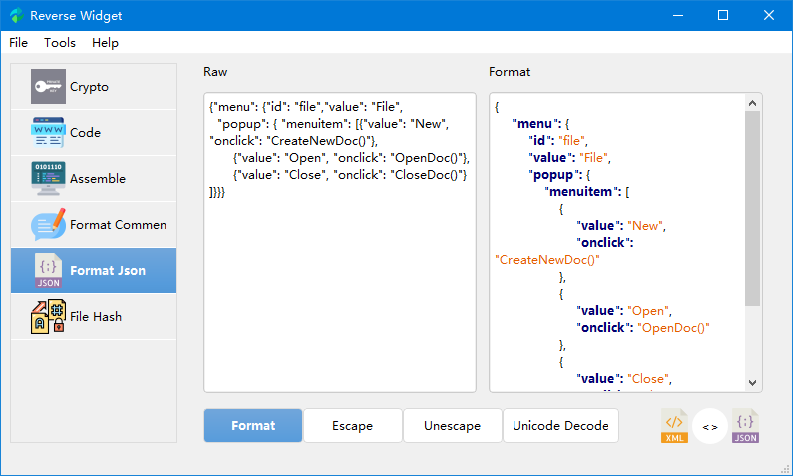 Reverse Widget
File Tools Help
Crypto
WWW
Code
0101110
Assemble
Format Commen
{;}
JSON
Format Json
File Hash
Raw
{"menu": {"id": "file","value": "File",
"popup": { "menuitem": [{"value": "New",
"onclick": "CreateNewDoc()"},
{"value": "Open", "onclick": "OpenDoc()"},
{"value": "Close", "onclick": "CloseDoc()"}
]}}}
Format
{
"menu": {
"id": "file",
"value": "File",
"popup": {
"menuitem": [
{
"value": "New",
"onclick":
"CreateNewDoc()"
},
{
"value": "Open",
"onclick": "OpenDoc()"
},
{
"value": "Close",
Format Escape Unescape Unicode Decode
</>
XML
<>
{;}
JSON